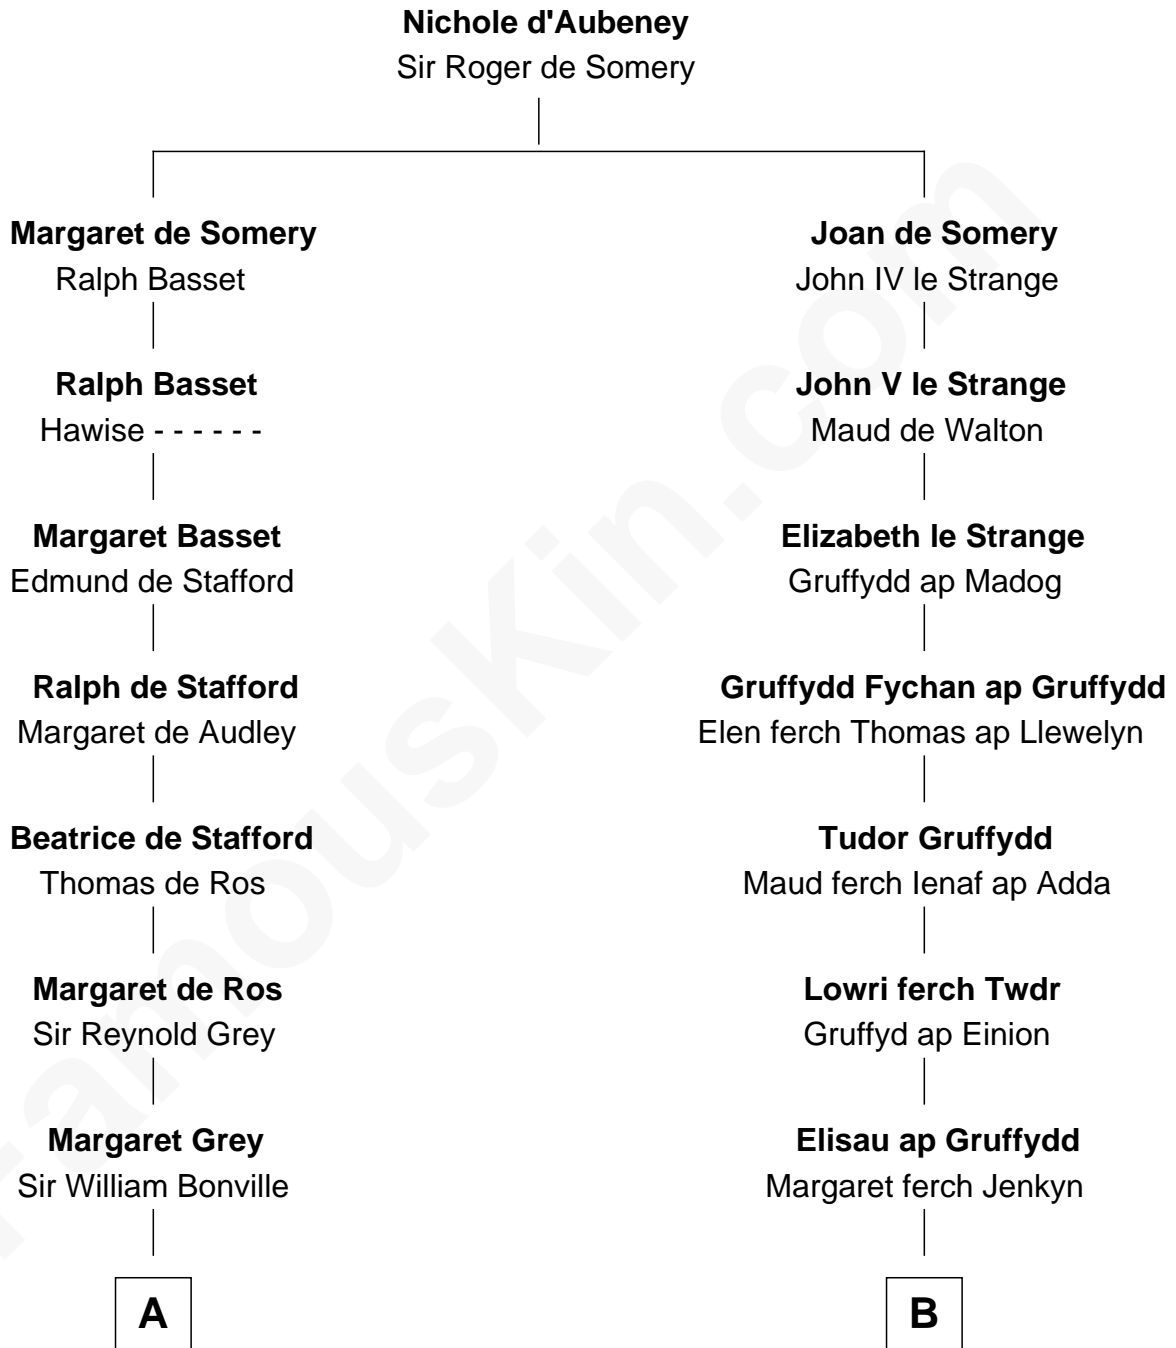 Nichole d'Aubeney
Sir Roger de Somery
Margaret de Somery
Ralph Basset
Joan de Somery
John IV le Strange
Ralph Basset
Hawise - - - - - -
John V le Strange
Maud de Walton
Margaret Basset
Edmund de Stafford
Elizabeth le Strange
Gruffydd ap Madog
Ralph de Stafford
Margaret de Audley
Gruffydd Fychan ap Gruffydd
Elen ferch Thomas ap Llewelyn
Beatrice de Stafford
Thomas de Ros
Tudor Gruffydd
Maud ferch Ienaf ap Adda
Margaret de Ros
Sir Reynold Grey
Lowri ferch Twdr
Gruffyd ap Einion
Margaret Grey
Sir William Bonville
Elisau ap Gruffydd
Margaret ferch Jenkyn
A
B
FamousKin.com